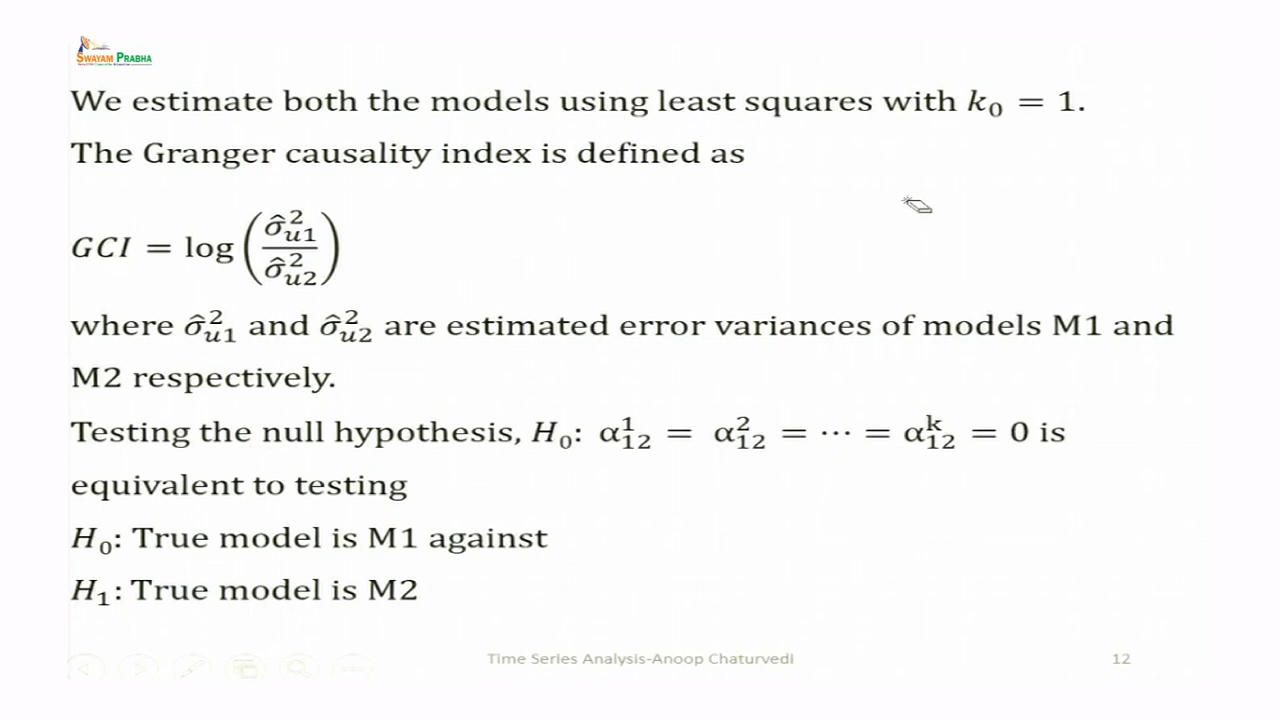 SWAYAM PRABHA
We estimate both the models using least squares with k₀ = 1.
The Granger causality index is defined as
GCI = log(σ̂²ᵤ₁ / σ̂²ᵤ₂)
where σ̂²ᵤ₁ and σ̂²ᵤ₂ are estimated error variances of models M1 and
M2 respectively.
Testing the null hypothesis, H₀: α¹₁₂ = α²₁₂ = ⋯ = αᵏ₁₂ = 0 is
equivalent to testing
H₀: True model is M1 against
H₁: True model is M2
Time Series Analysis-Anoop Chaturvedi 12